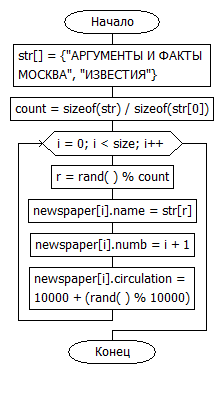 Начало
str[] = {"АРГУМЕНТЫ И ФАКТЫ
МОСКВА", "ИЗВЕСТИЯ"}
count = sizeof(str) / sizeof(str[0])
i = 0; i < size; i++
r = rand( ) % count
newspaper[i].name = str[r]
newspaper[i].numb = i + 1
newspaper[i].circulation =
10000 + (rand( ) % 10000)
Конец